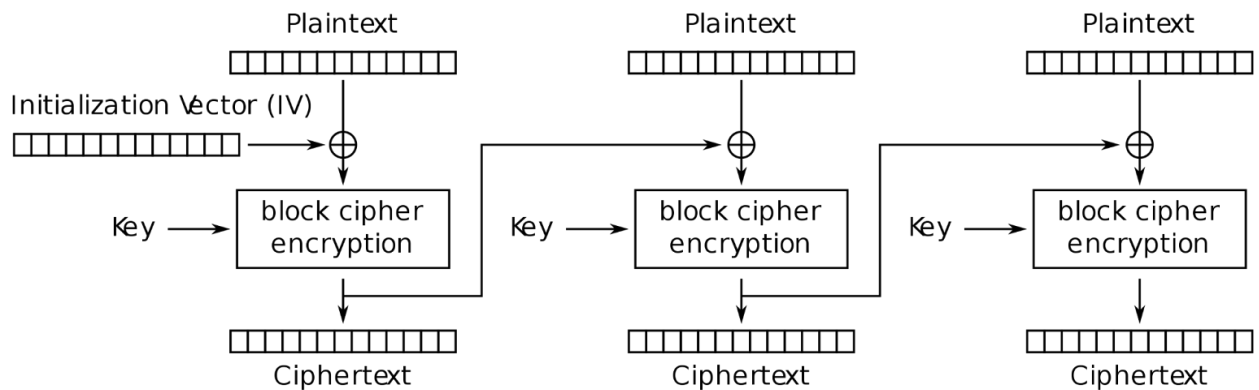 Plaintext
Plaintext
Plaintext
Initialization Vector (IV)
Key
block cipher
encryption
Key
block cipher
encryption
Key
block cipher
encryption
Ciphertext
Ciphertext
Ciphertext